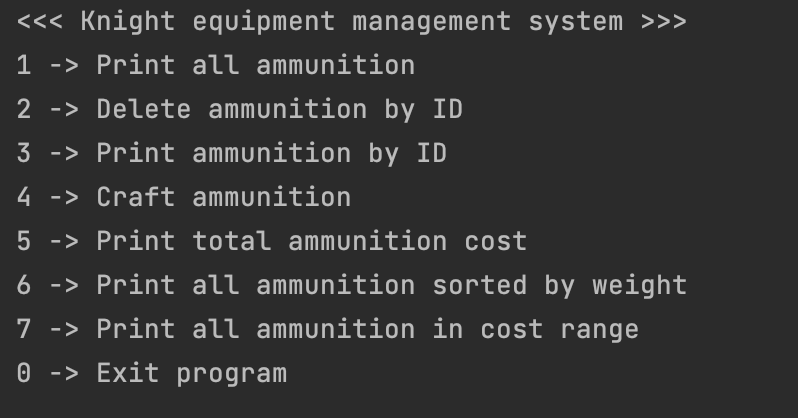 <<< Knight equipment management system >>>
1 -> Print all ammunition
2 -> Delete ammunition by ID
3 -> Print ammunition by ID
4 -> Craft ammunition
5 -> Print total ammunition cost
6 -> Print all ammunition sorted by weight
7 -> Print all ammunition in cost range
0 -> Exit program